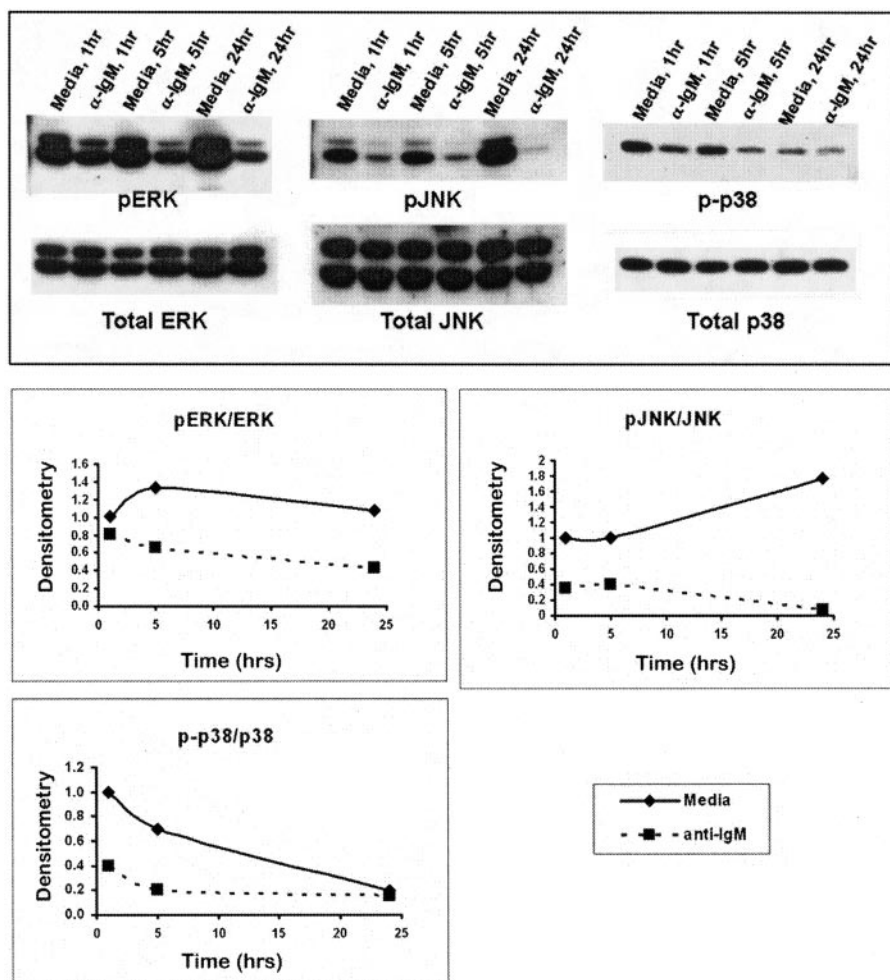 Media, 1hr
α-IgM, 1hr
Media, 5hr
α-IgM, 5hr
Media, 24hr
α-IgM, 24hr
Media, 1hr
α-IgM, 1hr
Media, 5hr
α-IgM, 5hr
Media, 24hr
α-IgM, 24hr
Media, 1hr
α-IgM, 1hr
Media, 5hr
α-IgM, 5hr
Media, 24hr
α-IgM, 24hr
pERK
pJNK
p-p38
Total ERK
Total JNK
Total p38
pERK/ERK
Densitometry
1.6
1.4
1.2
1.0
0.8
0.6
0.4
0.2
0.0
0 5 10 15 20 25
Time (hrs)
pJNK/JNK
Densitometry
2
1.8
1.6
1.4
1.2
1
0.8
0.6
0.4
0.2
0
0 5 10 15 20 25
Time (hrs)
p-p38/p38
Densitometry
1.2
1.0
0.8
0.6
0.4
0.2
0.0
0 5 10 15 20 25
Time (hrs)
Media
anti-IgM